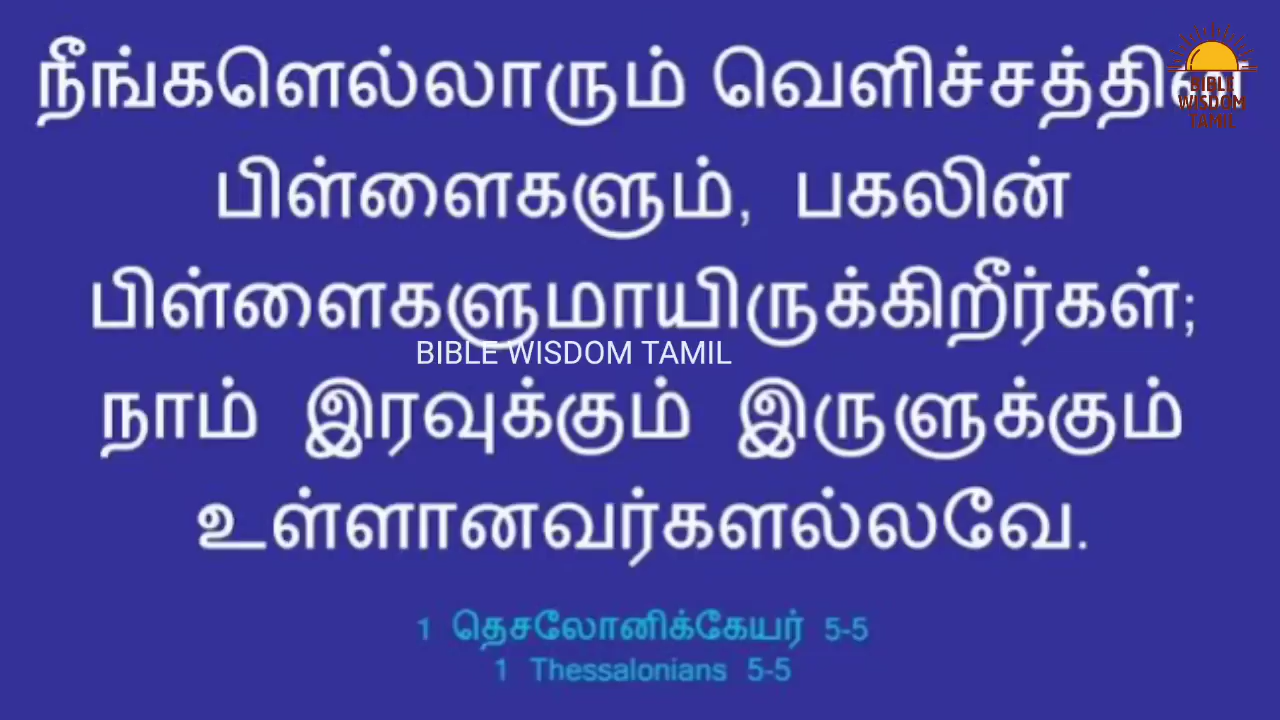 நீங்களெல்லாரும் வெளிச்சத்தின்
பிள்ளைகளும், பகலின்
பிள்ளைகளுமாயிருக்கிறீர்கள்;
BIBLE WISDOM TAMIL
நாம் இரவுக்கும் இருளுக்கும்
உள்ளானவர்களல்லவே.
1 தெசலோனிக்கேயர் 5-5
1 Thessalonians 5-5
BIBLE
WISDOM
TAMIL